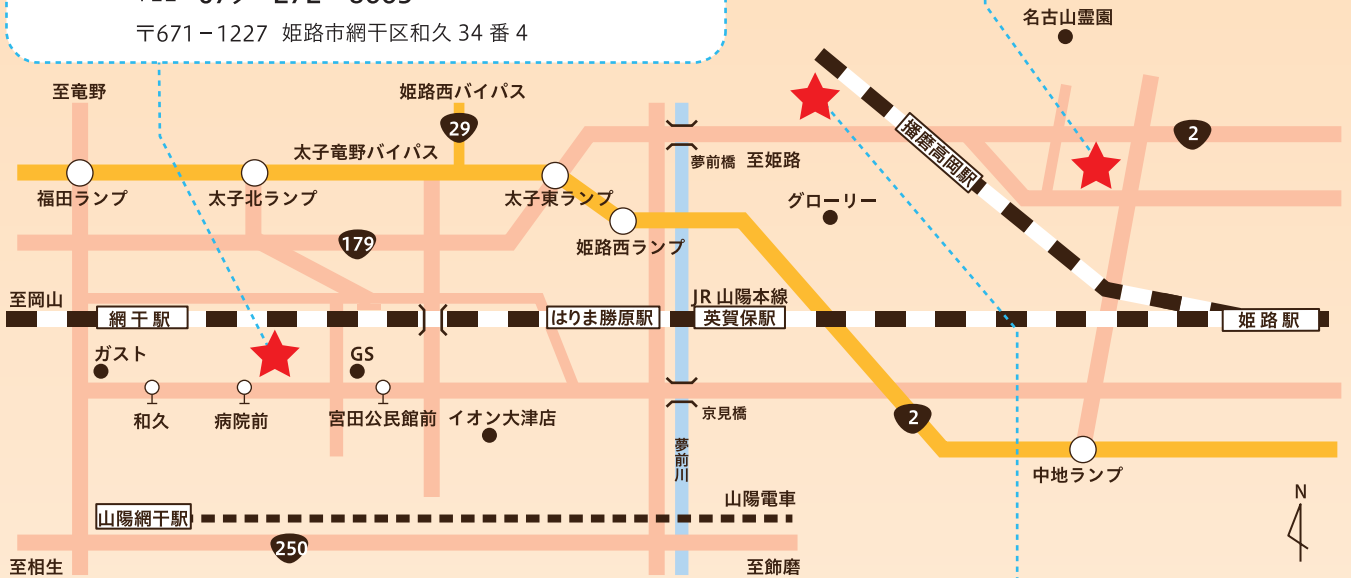 〒671－1227 姫路市網干区和久 34 番 4
名古山霊園
至竜野
姫路西バイパス
29
2
太子竜野バイパス
播磨高岡駅
夢前橋
至姫路
福田ランプ
太子北ランプ
太子東ランプ
グローリー
179
姫路西ランプ
至岡山
JR 山陽本線
網干駅
はりま勝原駅
英賀保駅
姫路駅
ガスト
GS
和久
病院前
宮田公民館前
イオン大津店
京見橋
2
夢前川
中地ランプ
山陽電車
N
山陽網干駅
250
至相生
至飾磨